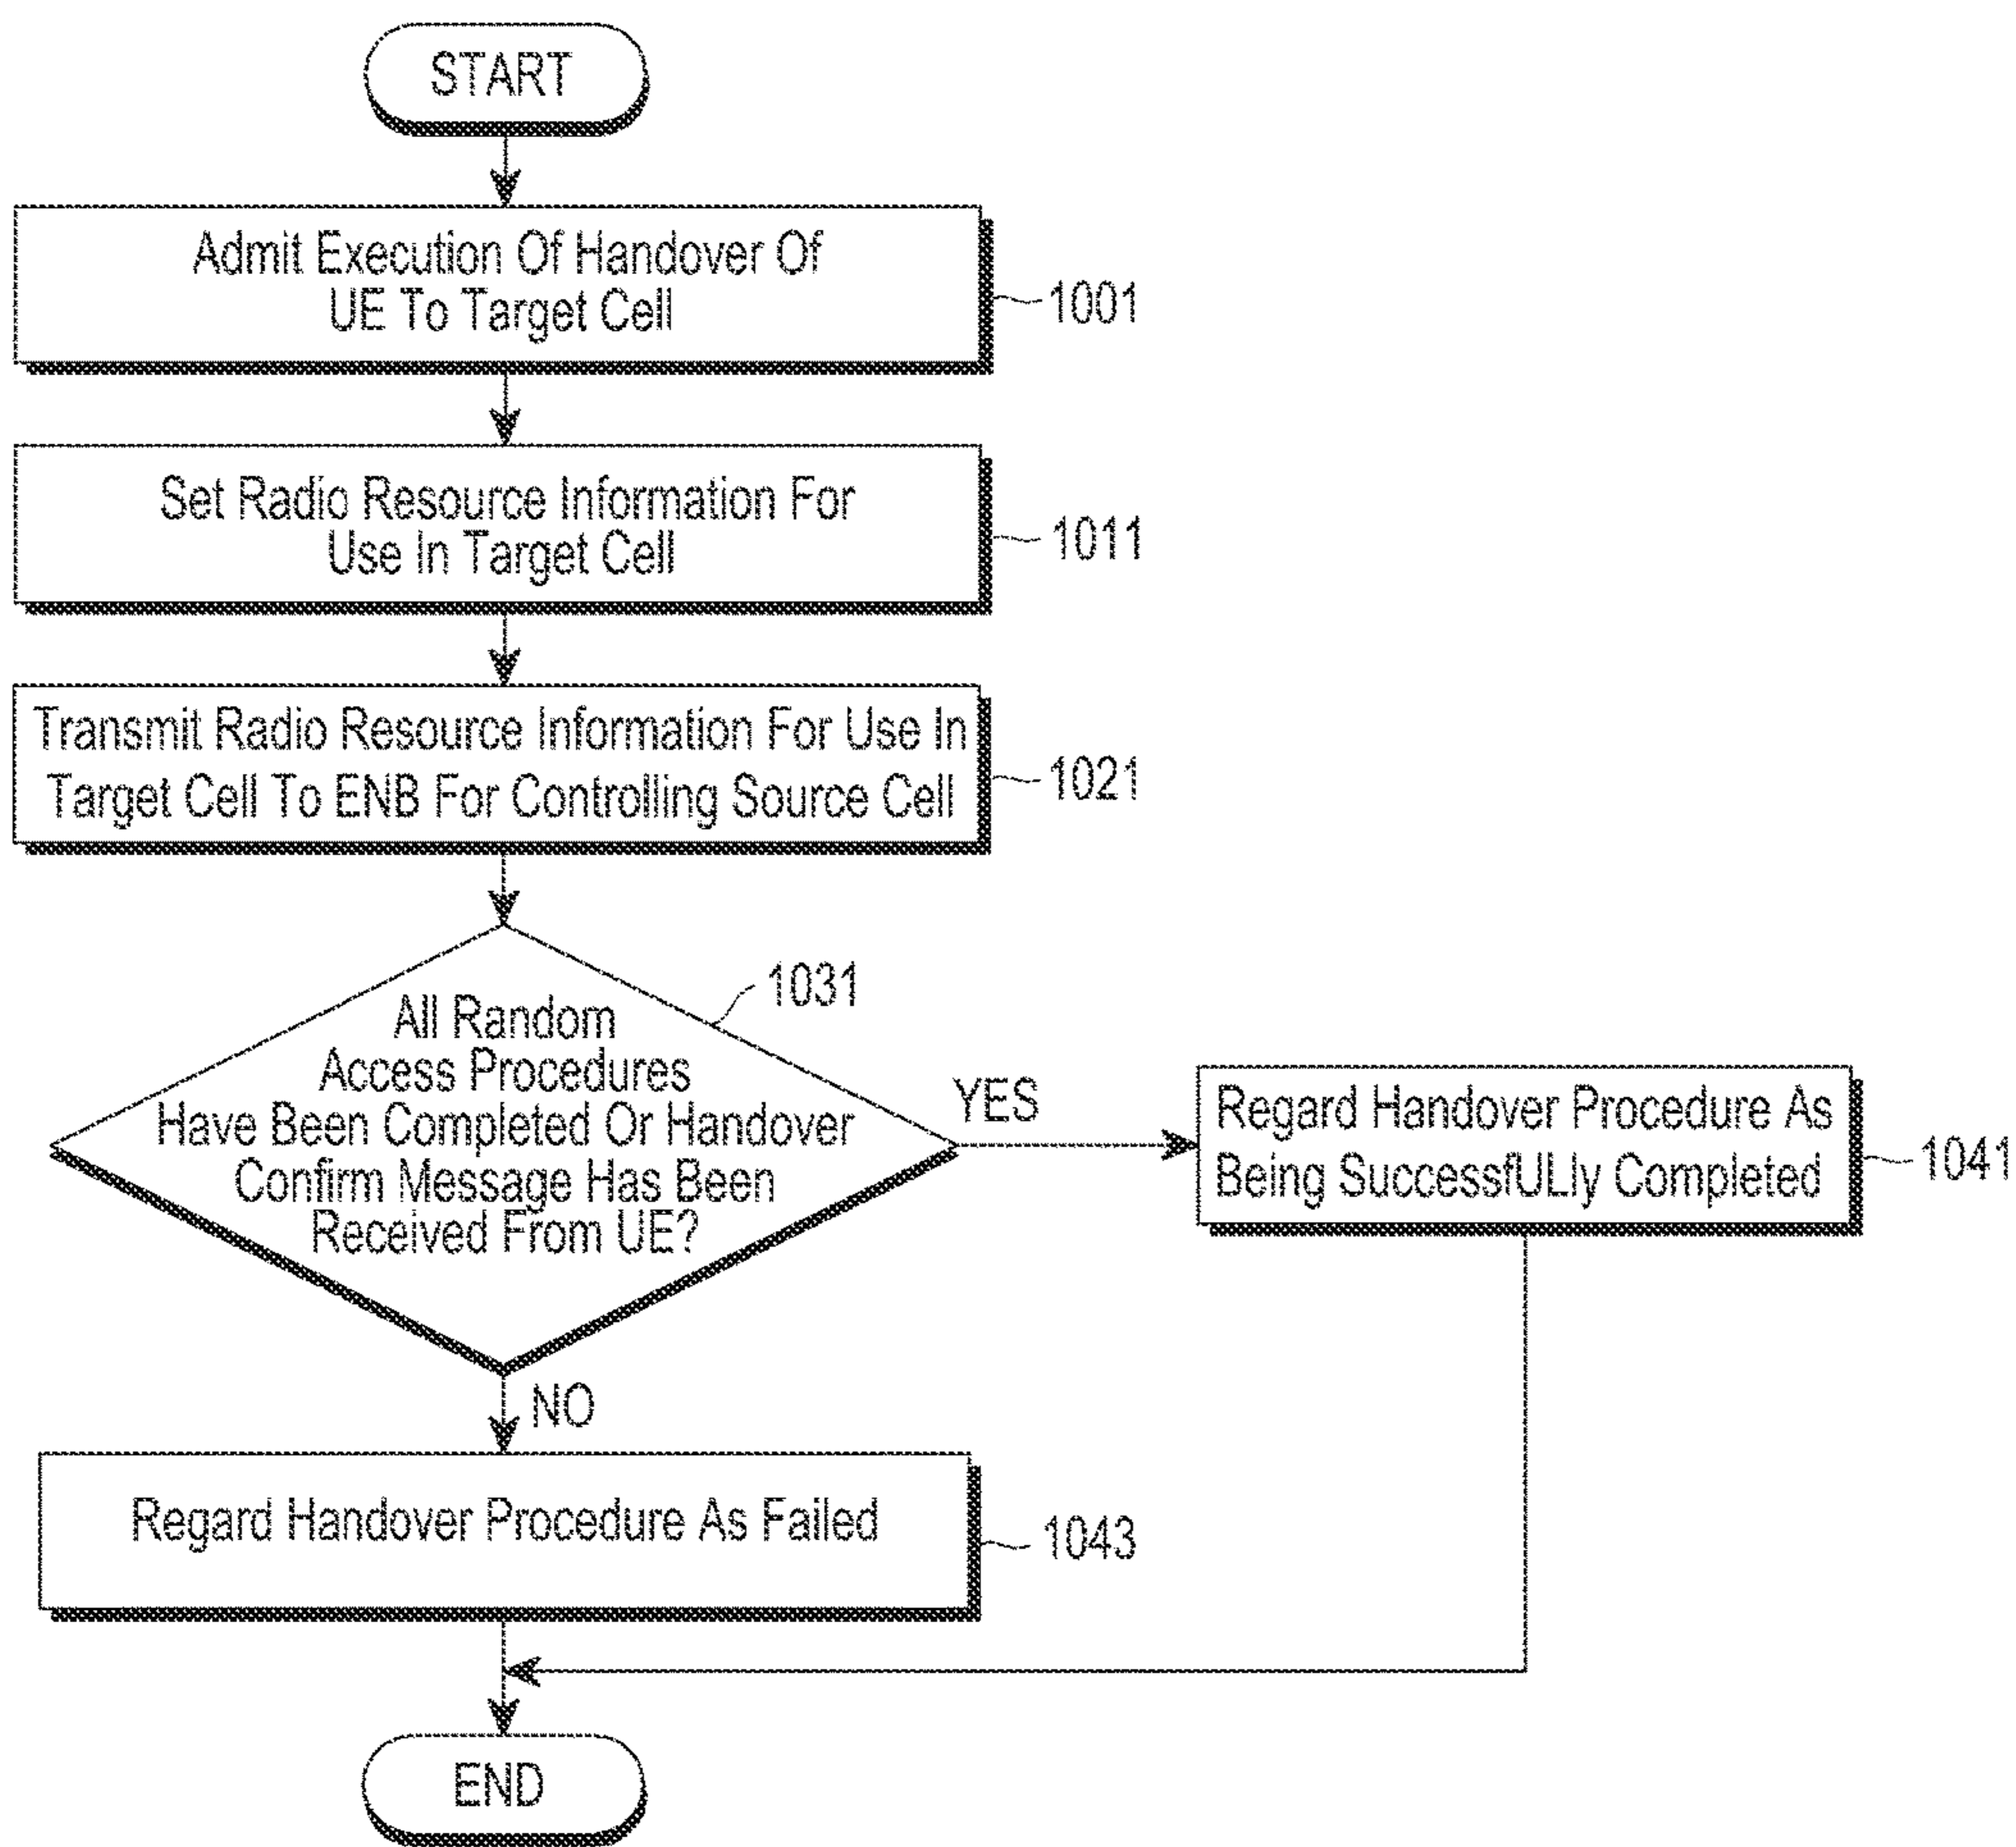 START
Admit Execution Of Handover Of
UE To Target Cell
1001
Set Radio Resource Information For
Use In Target Cell
1011
Transmit Radio Resource Information For Use In
Target Cell To ENB For Controlling Source Cell
1021
1031
All Random
Access Procedures
Have Been Completed Or Handover
Confirm Message Has Been
Received From UE?
YES
Regard Handover Procedure As
Being SuccessfULly Completed
1041
NO
Regard Handover Procedure As Failed
1043
END